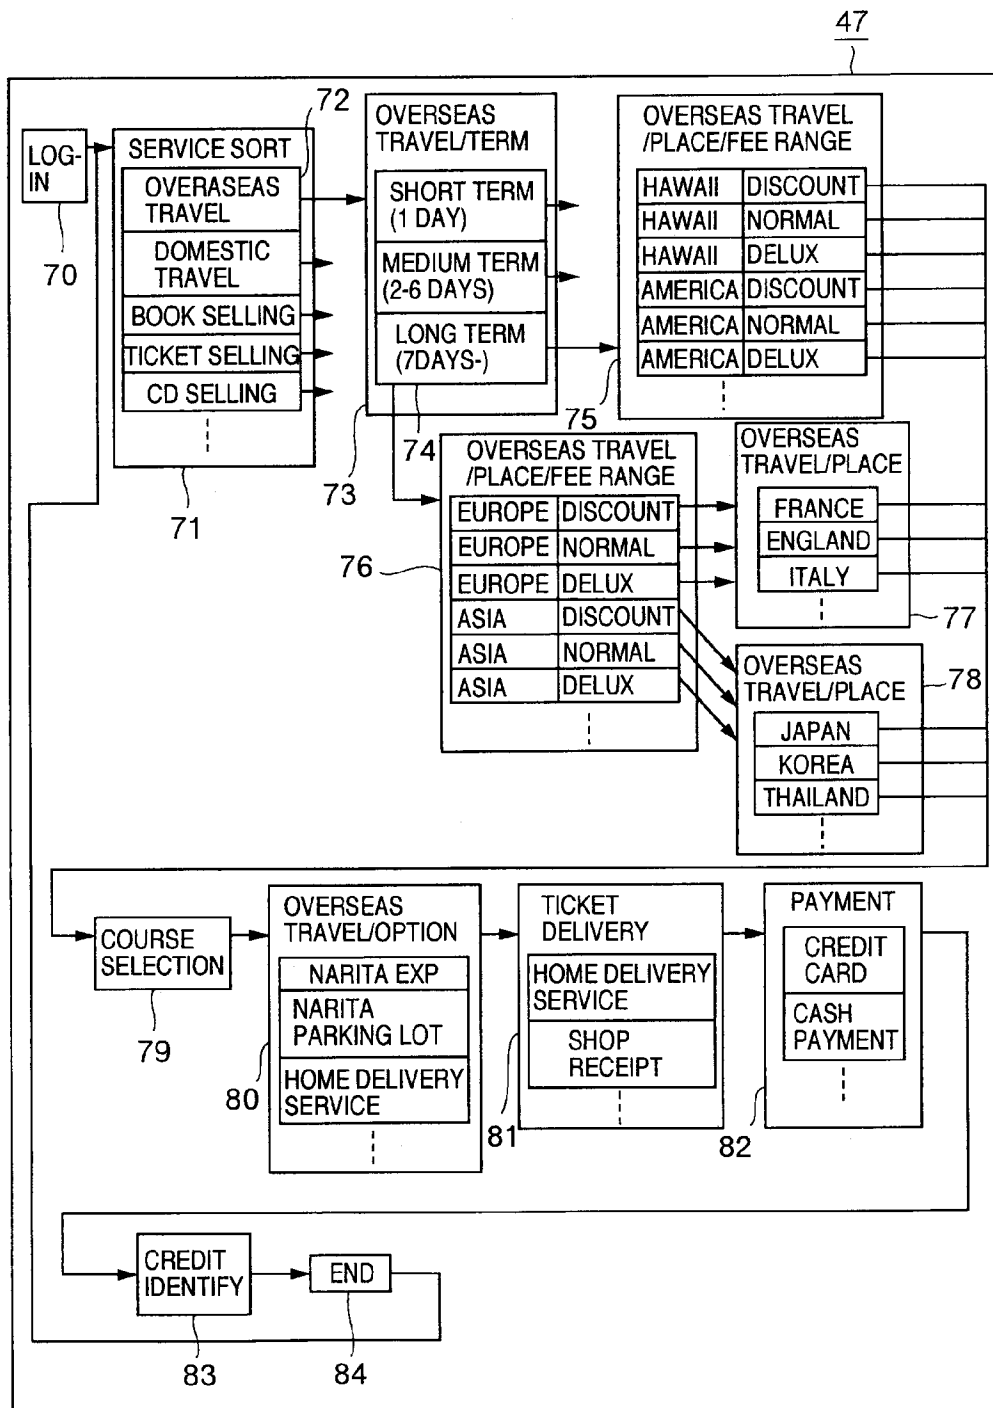 47
LOG-
IN
70
SERVICE SORT
72
OVERASEAS
TRAVEL
DOMESTIC
TRAVEL
BOOK SELLING
TICKET SELLING
CD SELLING
71
OVERSEAS
TRAVEL/TERM
SHORT TERM
(1 DAY)
MEDIUM TERM
(2-6 DAYS)
LONG TERM
(7DAYS-)
73
74
OVERSEAS TRAVEL
/PLACE/FEE RANGE
HAWAII DISCOUNT
HAWAII NORMAL
HAWAII DELUX
AMERICA DISCOUNT
AMERICA NORMAL
AMERICA DELUX
75
OVERSEAS TRAVEL
/PLACE/FEE RANGE
EUROPE DISCOUNT
EUROPE NORMAL
EUROPE DELUX
ASIA DISCOUNT
ASIA NORMAL
ASIA DELUX
76
OVERSEAS
TRAVEL/PLACE
FRANCE
ENGLAND
ITALY
77
OVERSEAS
TRAVEL/PLACE
JAPAN
KOREA
THAILAND
78
COURSE
SELECTION
79
OVERSEAS
TRAVEL/OPTION
NARITA EXP
NARITA
PARKING LOT
HOME DELIVERY
SERVICE
80
TICKET
DELIVERY
HOME DELIVERY
SERVICE
SHOP
RECEIPT
81
PAYMENT
CREDIT
CARD
CASH
PAYMENT
82
CREDIT
IDENTIFY
83
END
84